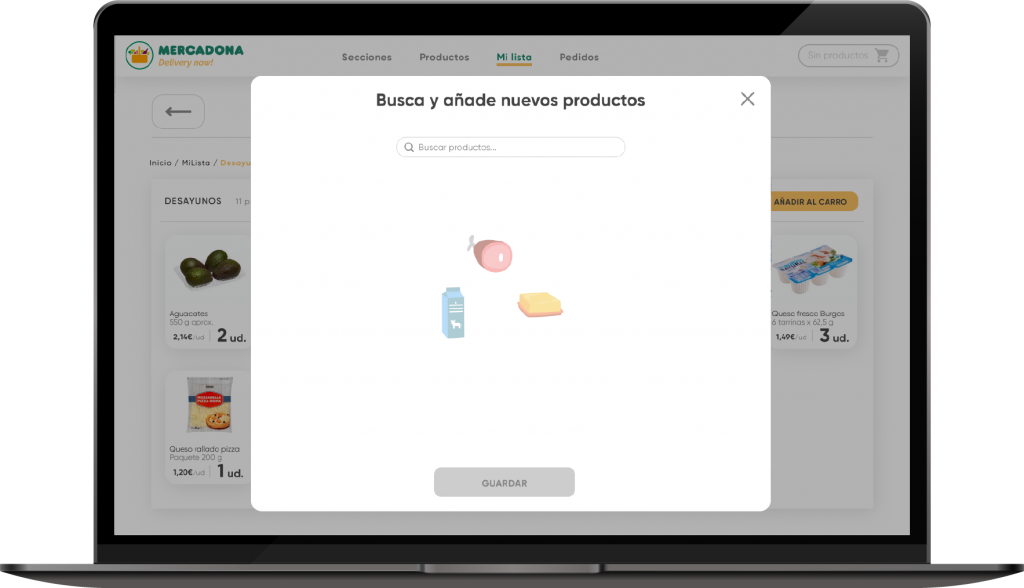 MERCADONA
Delivery now!
Secciones
Productos
Mi lista
Pedidos
Sin productos
Busca y añade nuevos productos
Buscar productos...
Inicio / MiLista / Desayu
DESAYUNOS
11 p
AÑADIR AL CARRO
Aguacates
550 g aprox.
2,14€/ud
2 ud.
Queso fresco Burgos
6 tarrinas x 62,5 g
1,49€/ud
3 ud.
MOZZARELLA
Queso rallado pizza
Paquete 200 g
1,20€/ud
1 ud.
GUARDAR